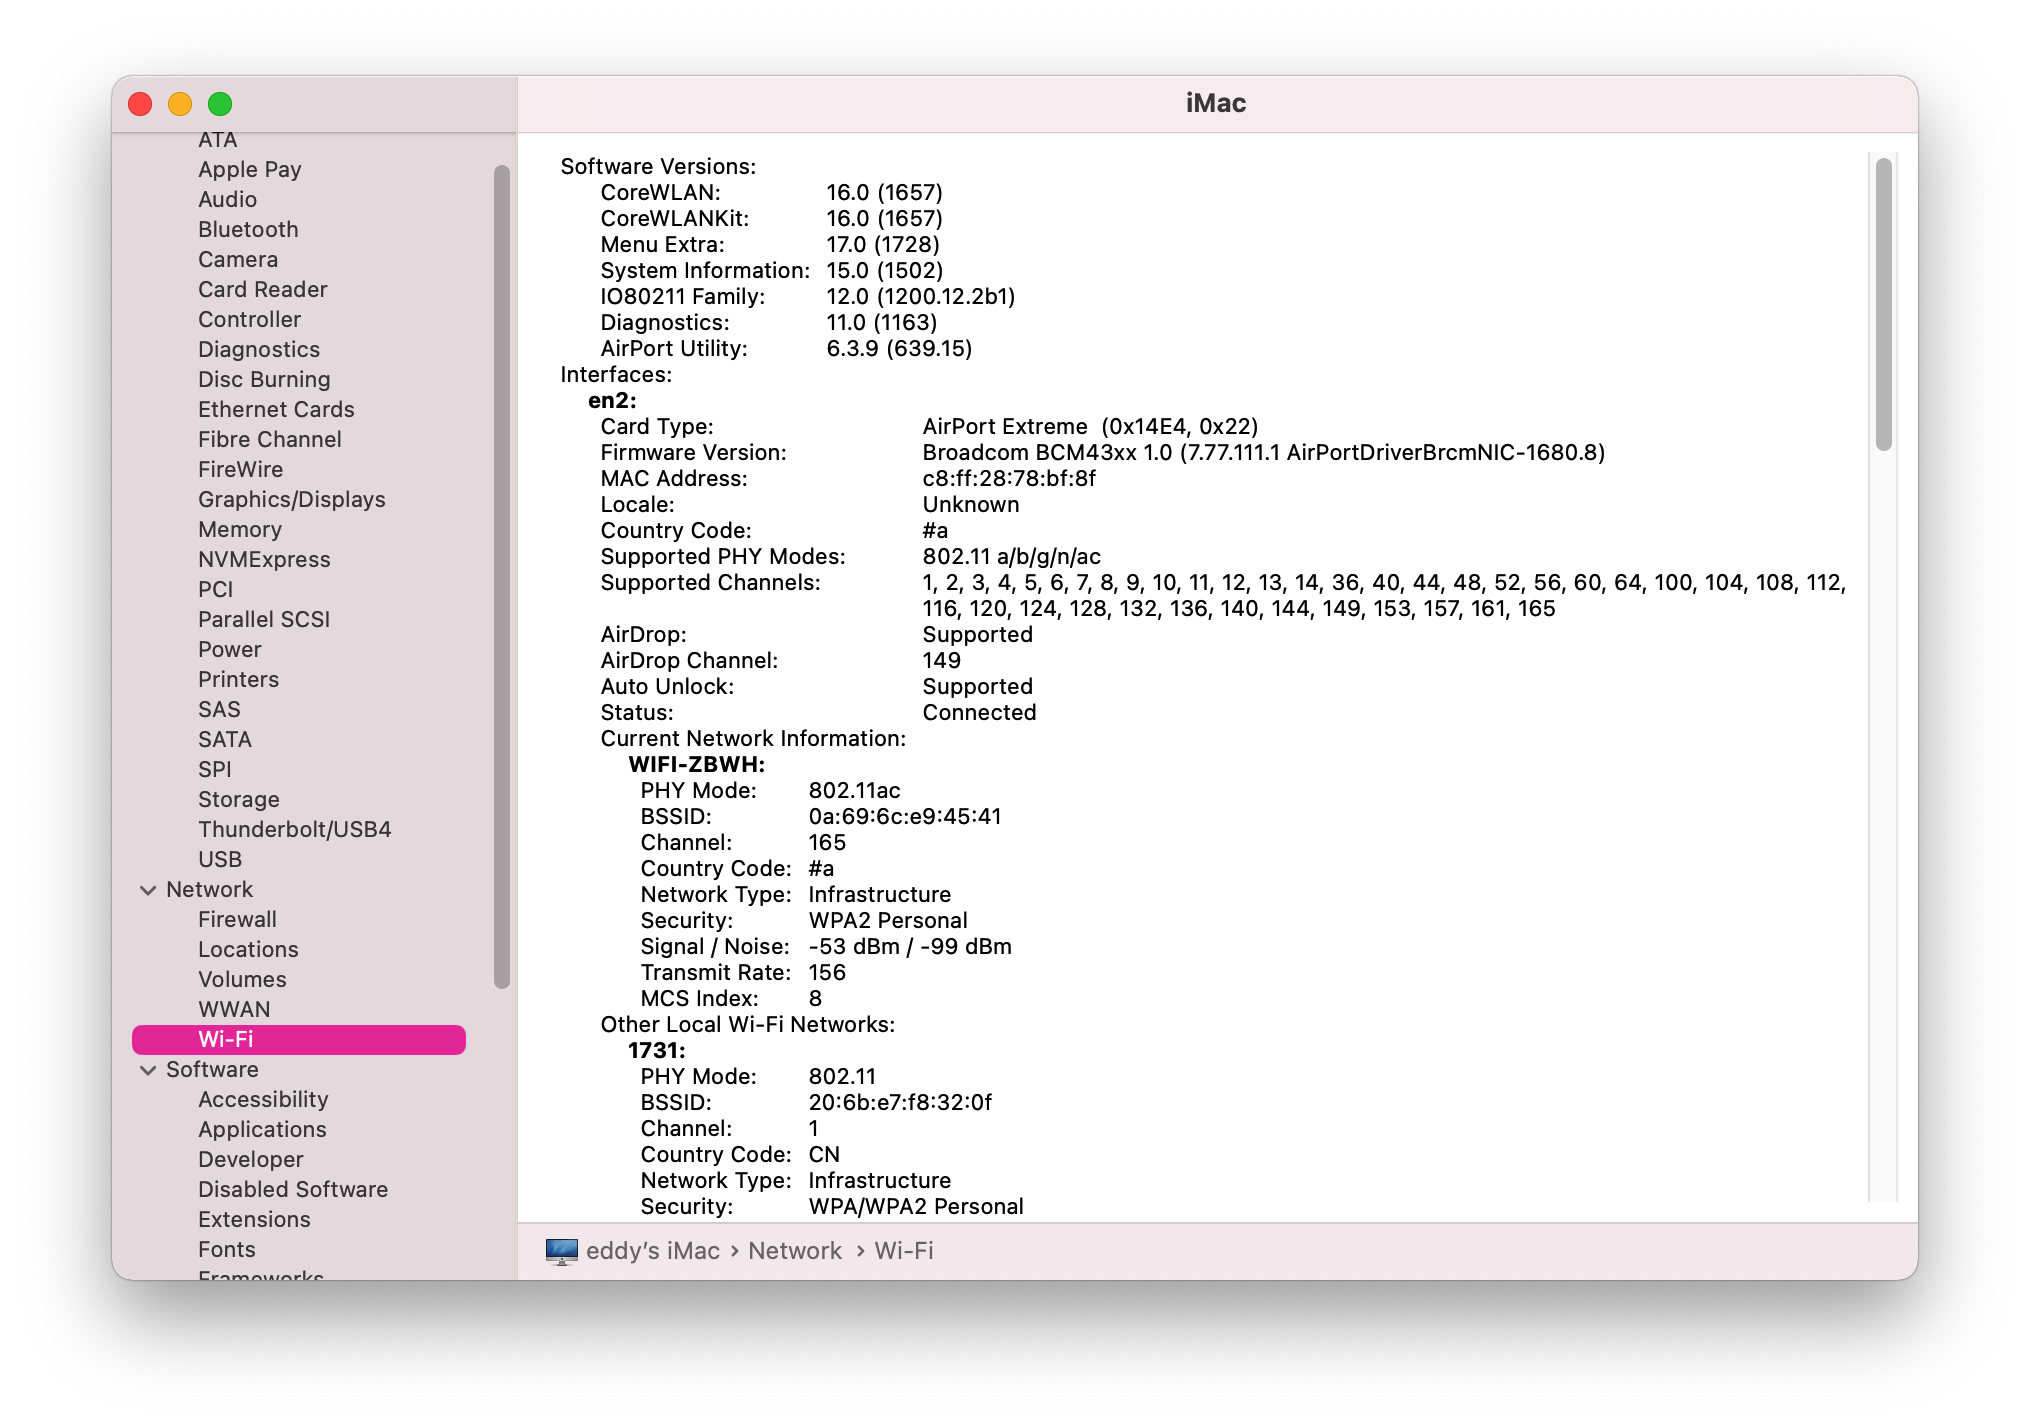 iMac
ATA
Apple Pay
Audio
Bluetooth
Camera
Card Reader
Controller
Diagnostics
Disc Burning
Ethernet Cards
Fibre Channel
FireWire
Graphics/Displays
Memory
NVMExpress
PCI
Parallel SCSI
Power
Printers
SAS
SATA
SPI
Storage
Thunderbolt/USB4
USB
Network
Firewall
Locations
Volumes
WWAN
Wi-Fi
Software
Accessibility
Applications
Developer
Disabled Software
Extensions
Fonts
Frameworks
Software Versions:
CoreWLAN: 16.0 (1657)
CoreWLANKit: 16.0 (1657)
Menu Extra: 17.0 (1728)
System Information: 15.0 (1502)
IO80211 Family: 12.0 (1200.12.2b1)
Diagnostics: 11.0 (1163)
AirPort Utility: 6.3.9 (639.15)
Interfaces:
en2:
Card Type: AirPort Extreme (0x14E4, 0x22)
Firmware Version: Broadcom BCM43xx 1.0 (7.77.111.1 AirPortDriverBrcmNIC-1680.8)
MAC Address: c8:ff:28:78:bf:8f
Locale: Unknown
Country Code: #a
Supported PHY Modes: 802.11 a/b/g/n/ac
Supported Channels: 1, 2, 3, 4, 5, 6, 7, 8, 9, 10, 11, 12, 13, 14, 36, 40, 44, 48, 52, 56, 60, 64, 100, 104, 108, 112,
116, 120, 124, 128, 132, 136, 140, 144, 149, 153, 157, 161, 165
AirDrop: Supported
AirDrop Channel: 149
Auto Unlock: Supported
Status: Connected
Current Network Information:
WIFI-ZBWH:
PHY Mode: 802.11ac
BSSID: 0a:69:6c:e9:45:41
Channel: 165
Country Code: #a
Network Type: Infrastructure
Security: WPA2 Personal
Signal / Noise: -53 dBm / -99 dBm
Transmit Rate: 156
MCS Index: 8
Other Local Wi-Fi Networks:
1731:
PHY Mode: 802.11
BSSID: 20:6b:e7:f8:32:0f
Channel: 1
Country Code: CN
Network Type: Infrastructure
Security: WPA/WPA2 Personal
eddy's iMac › Network › Wi-Fi